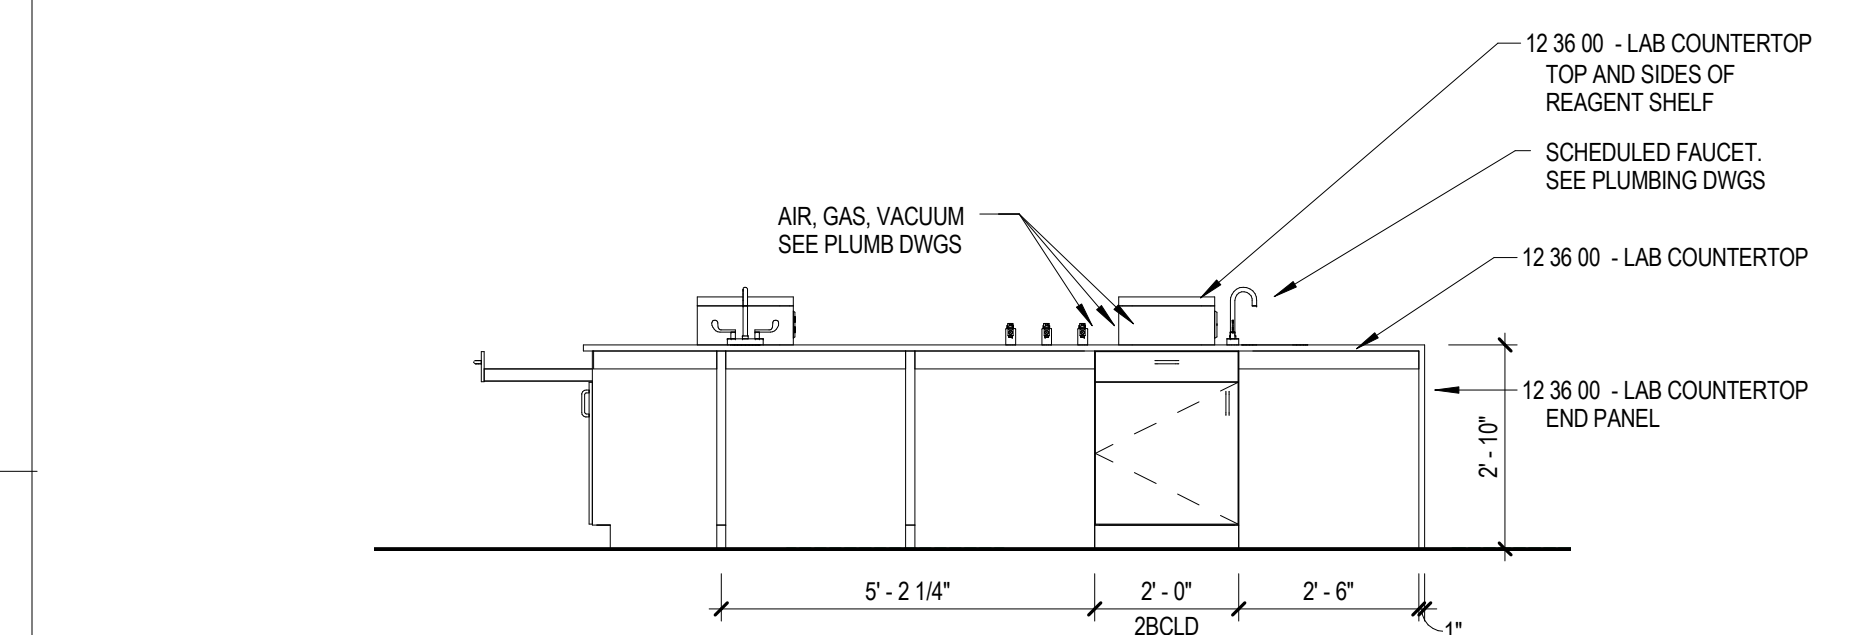 12 36 00 - LAB COUNTERTOP
TOP AND SIDES OF
REAGENT SHELF
SCHEDULED FAUCET.
SEE PLUMBING DWGS
AIR, GAS, VACUUM
SEE PLUMB DWGS
12 36 00 - LAB COUNTERTOP
12 36 00 - LAB COUNTERTOP
END PANEL
2' - 10"
5' - 2 1/4"
2' - 0"
2' - 6"
2BCLD
1"